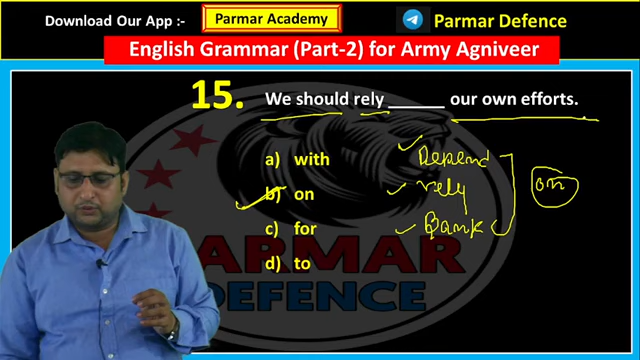 Download Our App :- Parmar Academy Parmar Defence
English Grammar (Part-2) for Army Agniveer
15. We should rely ______ our own efforts.
a) with
b) on
c) for
d) to
Depend
rely
Bank
on
PARMAR
DEFENCE